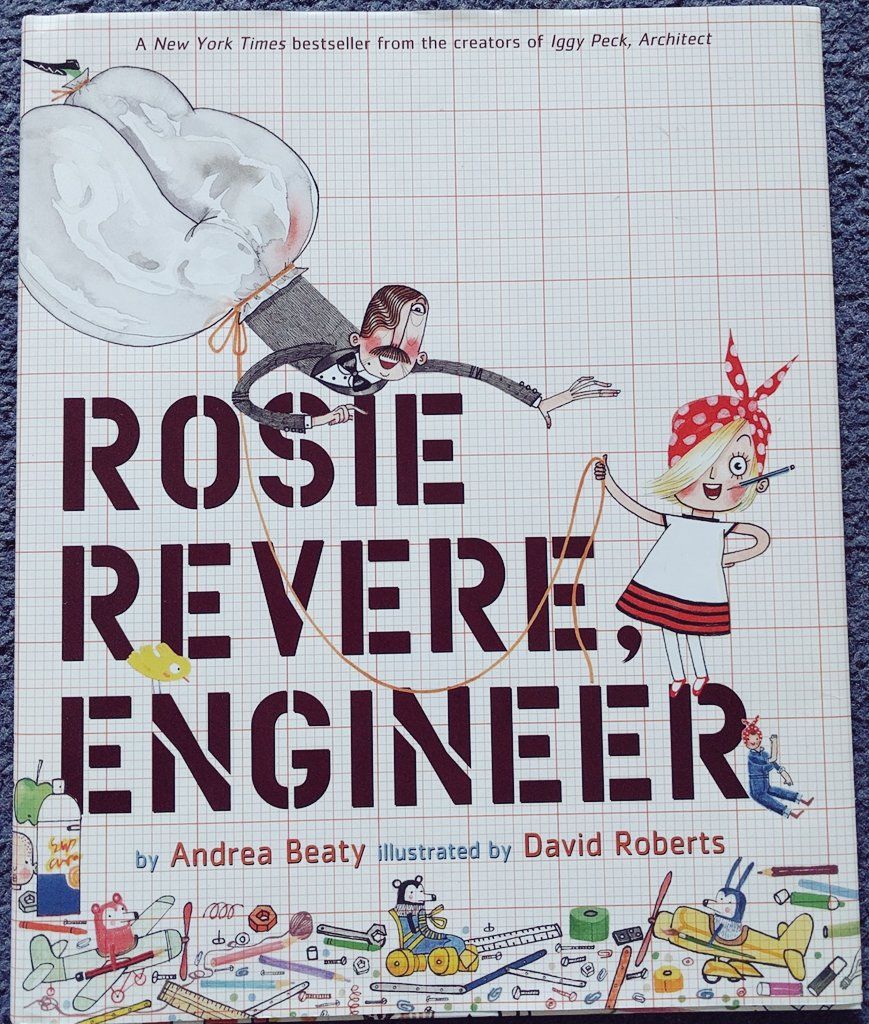 A New York Times bestseller from the creators of Iggy Peck, Architect
ROSIE
REVERE,
ENGINEER
by Andrea Beaty illustrated by David Roberts